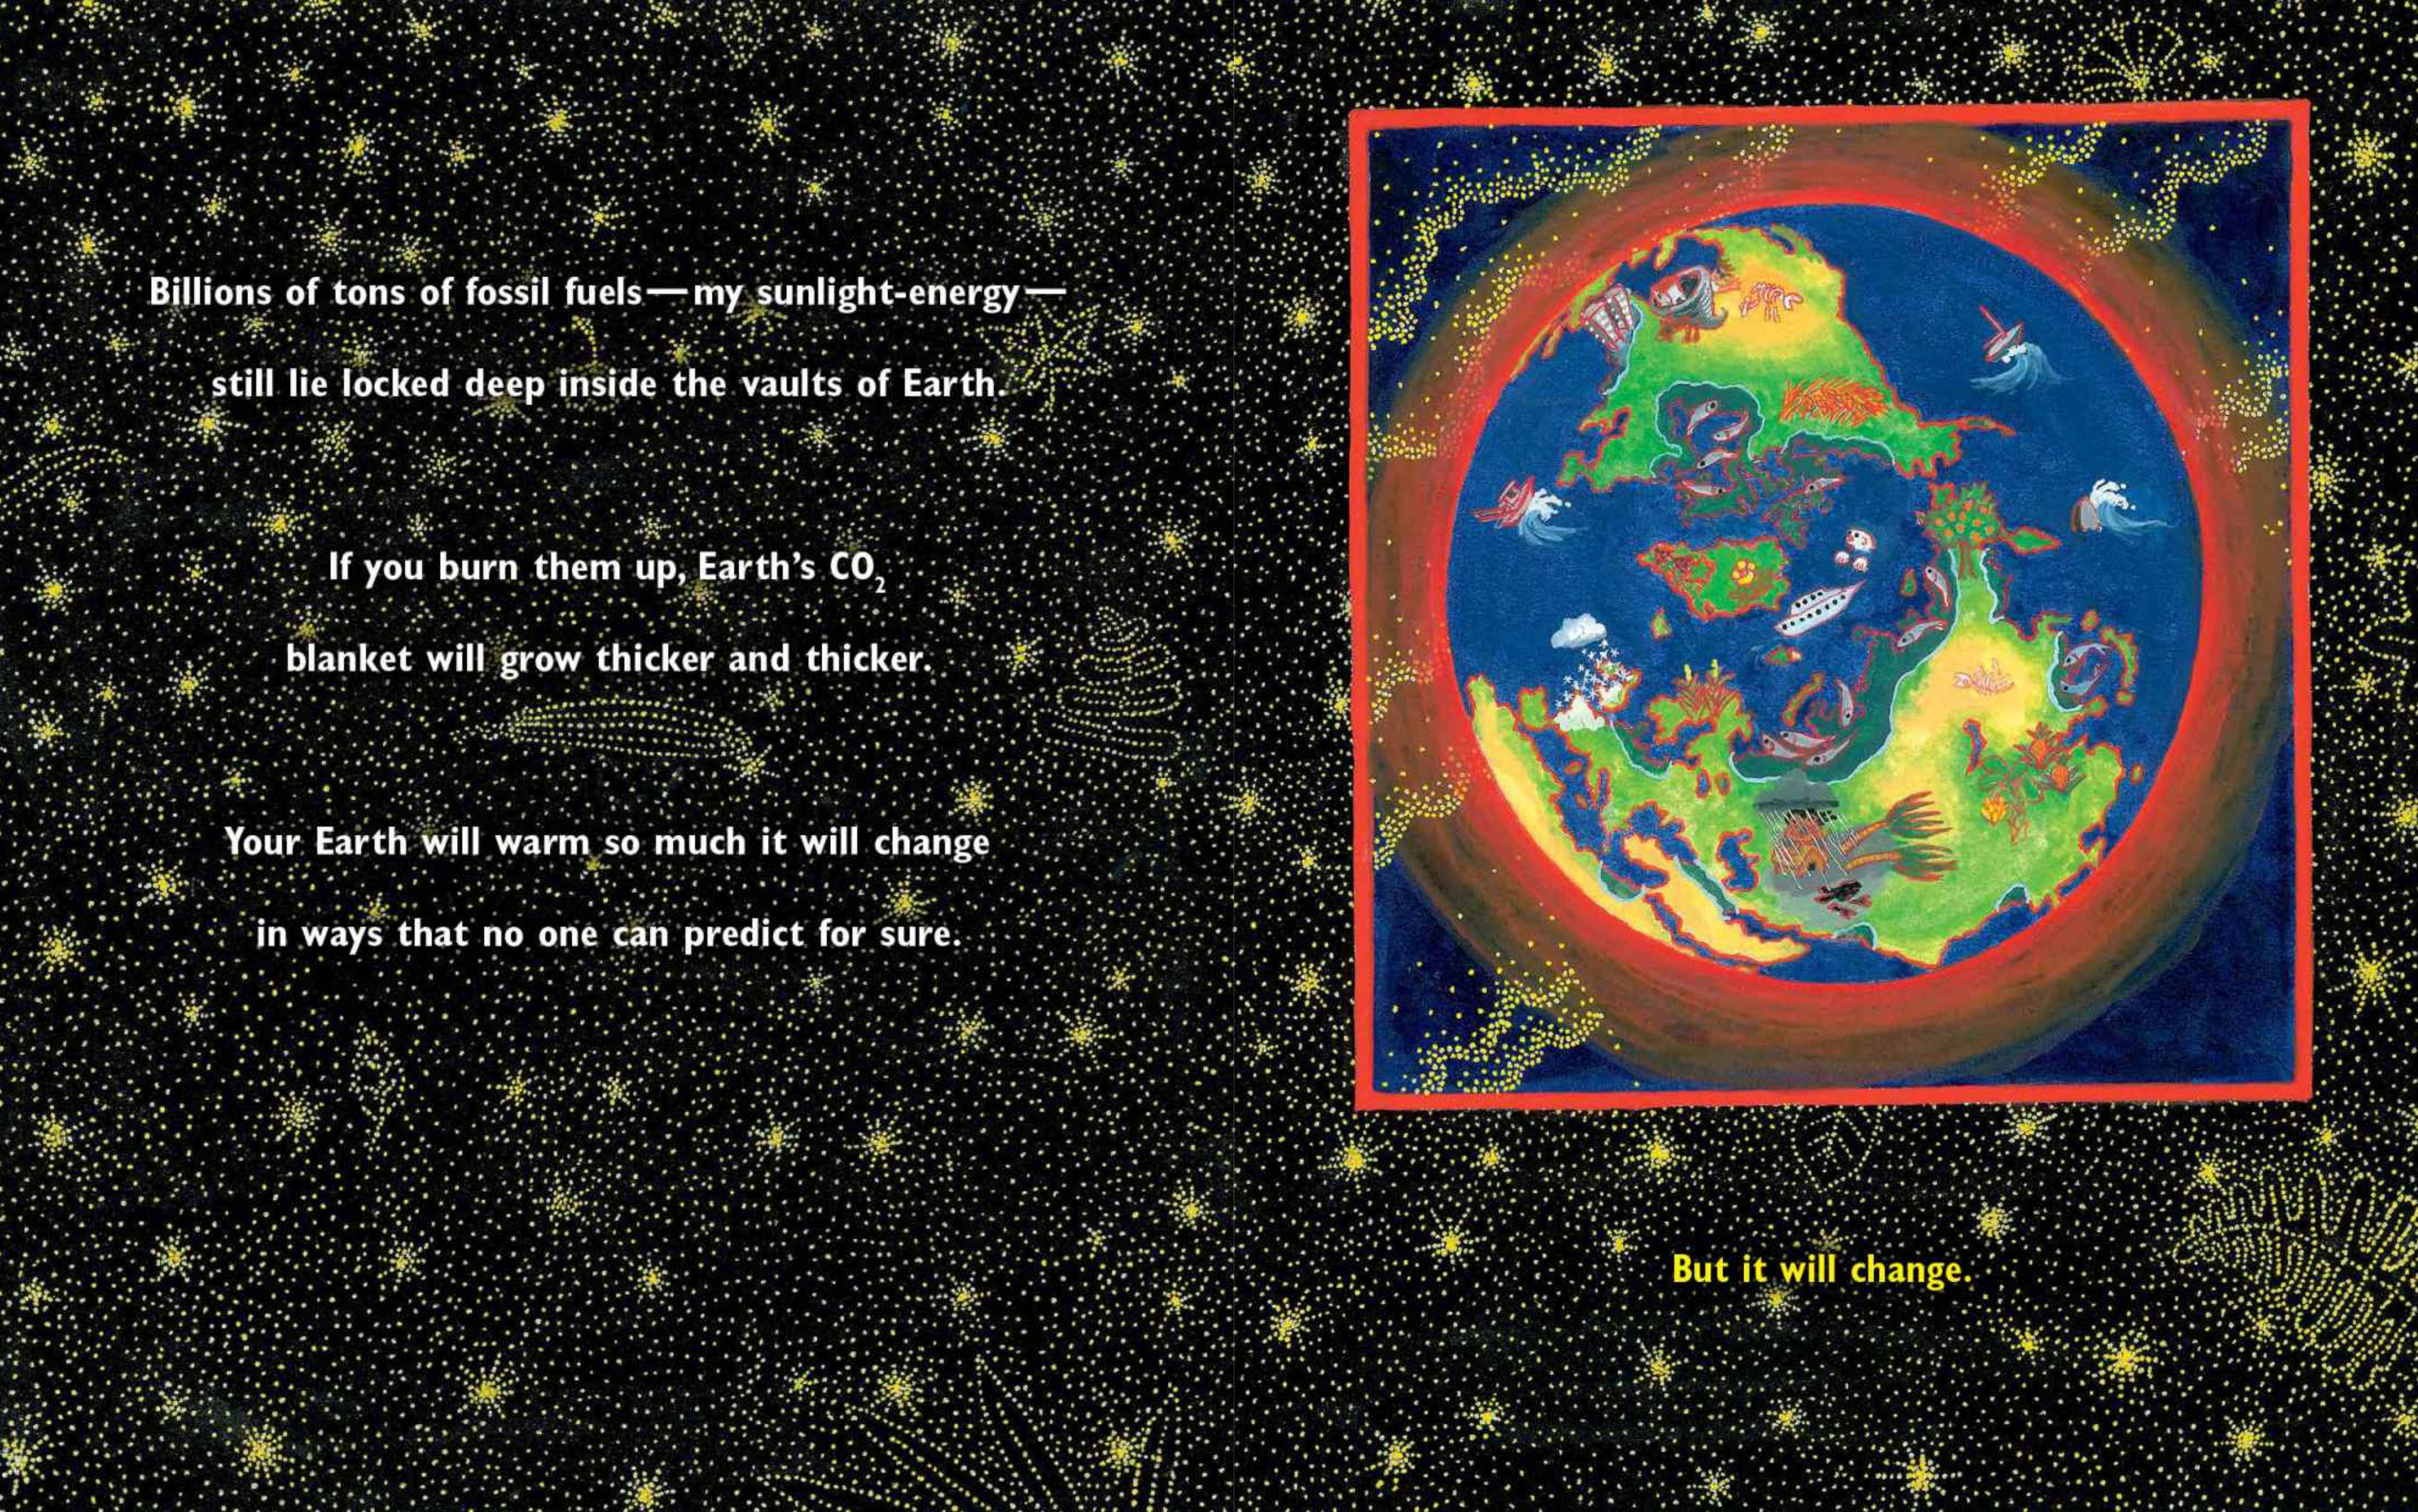 Billions of tons of fossil fuels—my sunlight-energy—
still lie locked deep inside the vaults of Earth.
If you burn them up, Earth's CO₂
blanket will grow thicker and thicker.
Your Earth will warm so much it will change
in ways that no one can predict for sure.
But it will change.